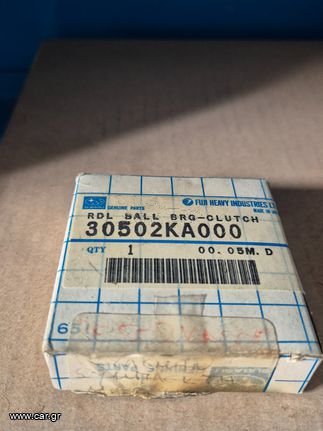 GENUINE PARTS
FUJI HEAVY INDUSTRIES
MADE IN
RDL BALL BRG-CLUTCH
30502KA000
QTY 1 00.05M.D
www.car.gr